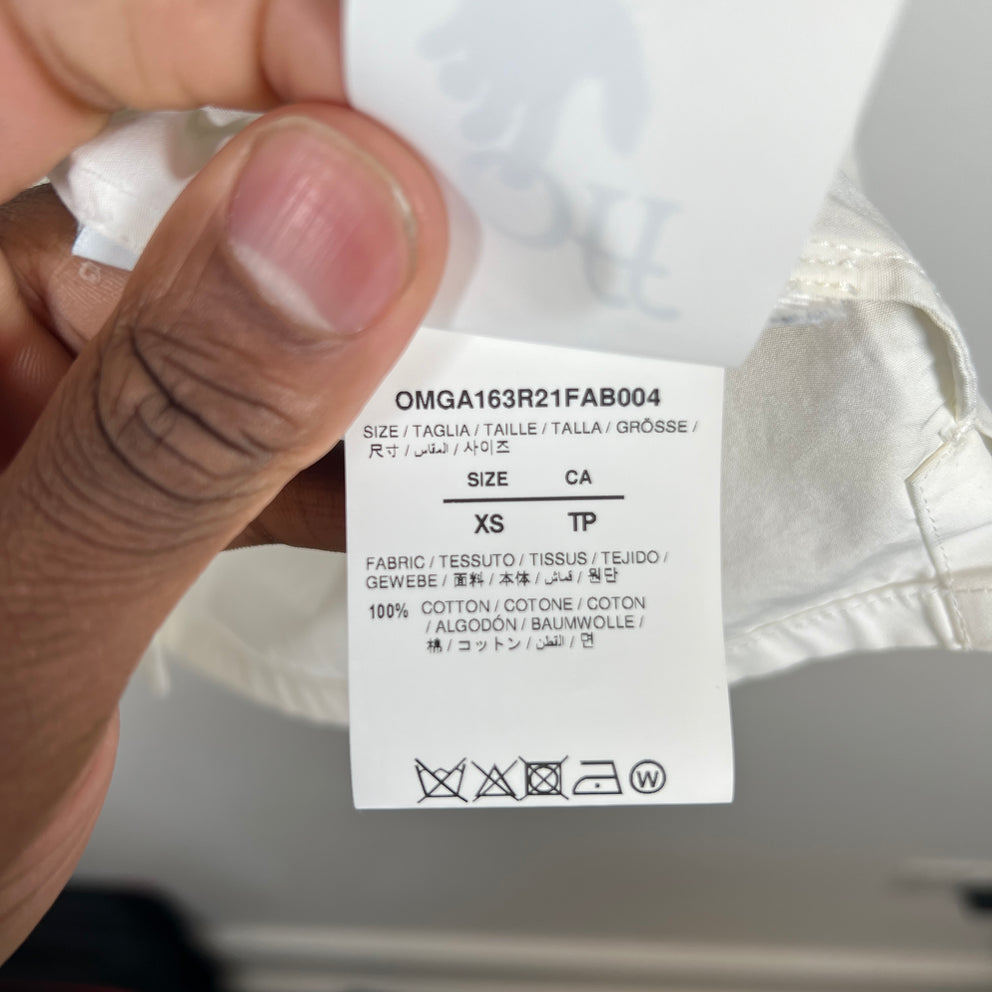 OMGA163R21FAB004
SIZE / TAGLIA / TAILLE / TALLA / GRÖSSE /
尺寸 / المقاس / 사이즈
SIZE CA
XS TP
FABRIC / TESSUTO / TISSUS / TEJIDO /
GEWEBE / 面料 / 本体 / قماش / 원단
100% COTTON / COTONE / COTON
/ ALGODÓN / BAUMWOLLE /
棉 / コットン / القطن / 면
W